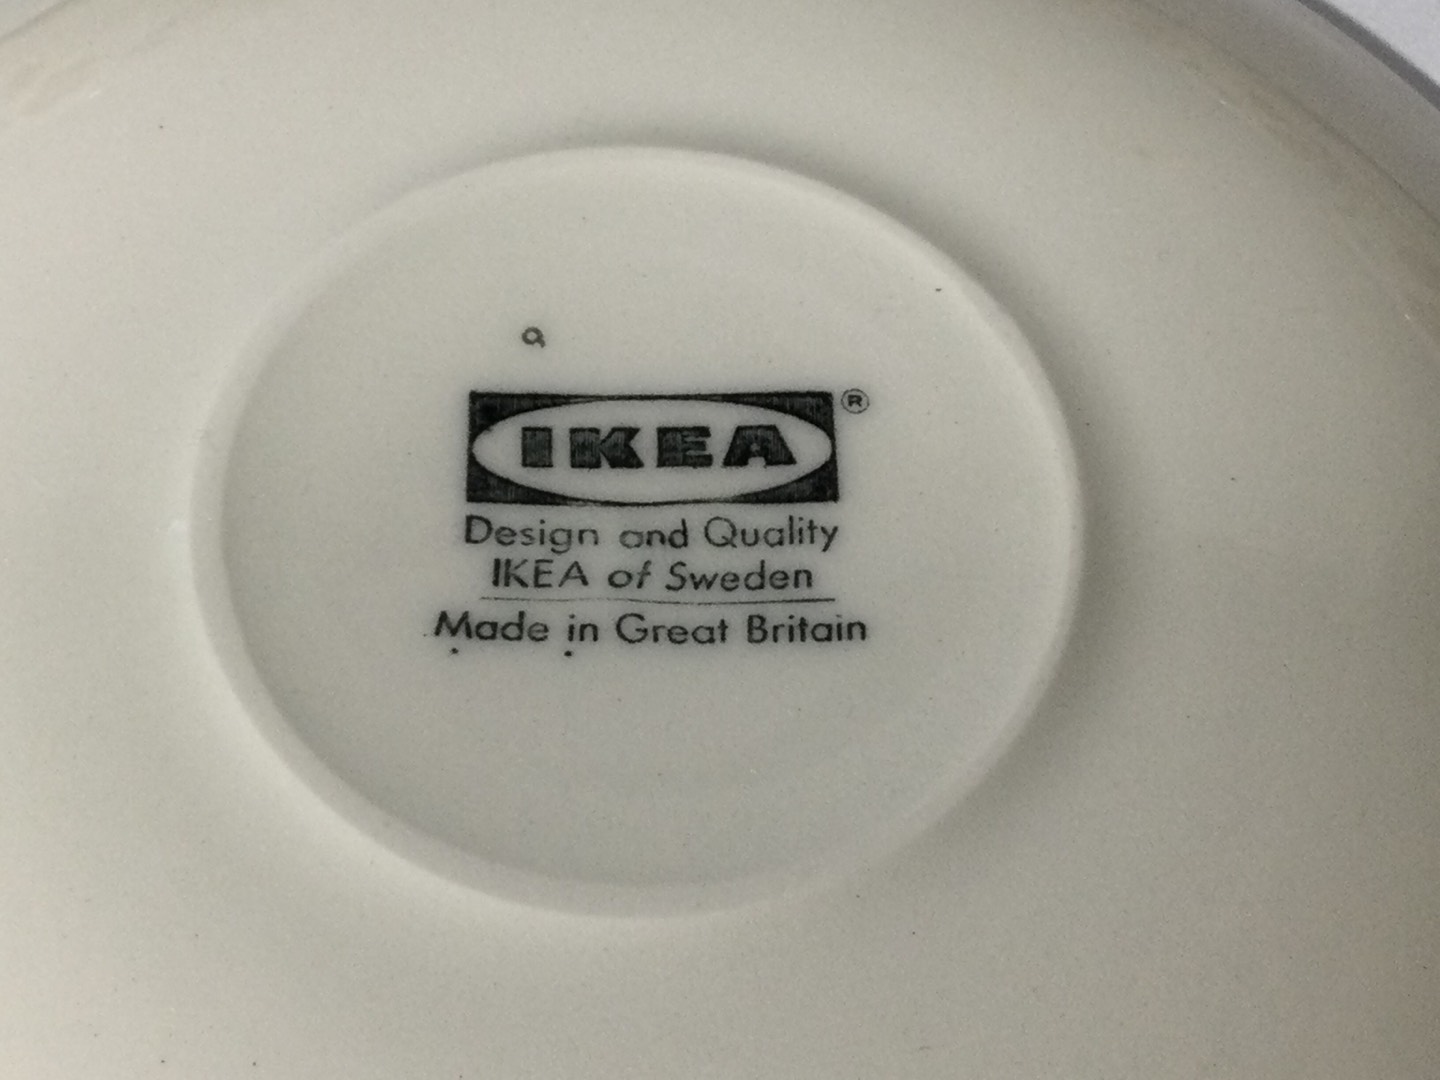 a
IKEA®
Design and Quality
IKEA of Sweden
Made in Great Britain